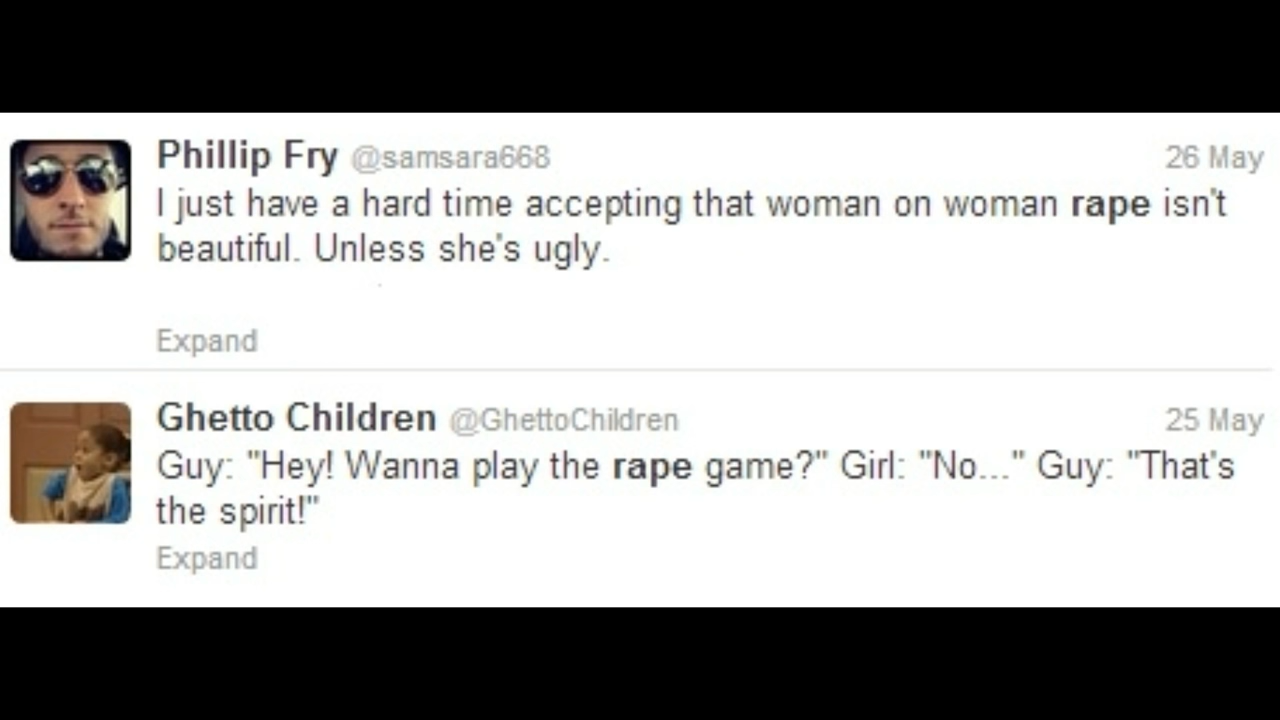 Phillip Fry @samsara668 26 May
I just have a hard time accepting that woman on woman rape isn't
beautiful. Unless she's ugly.
Expand
Ghetto Children @GhettoChildren 25 May
Guy: "Hey! Wanna play the rape game?" Girl: "No..." Guy: "That's
the spirit!"
Expand